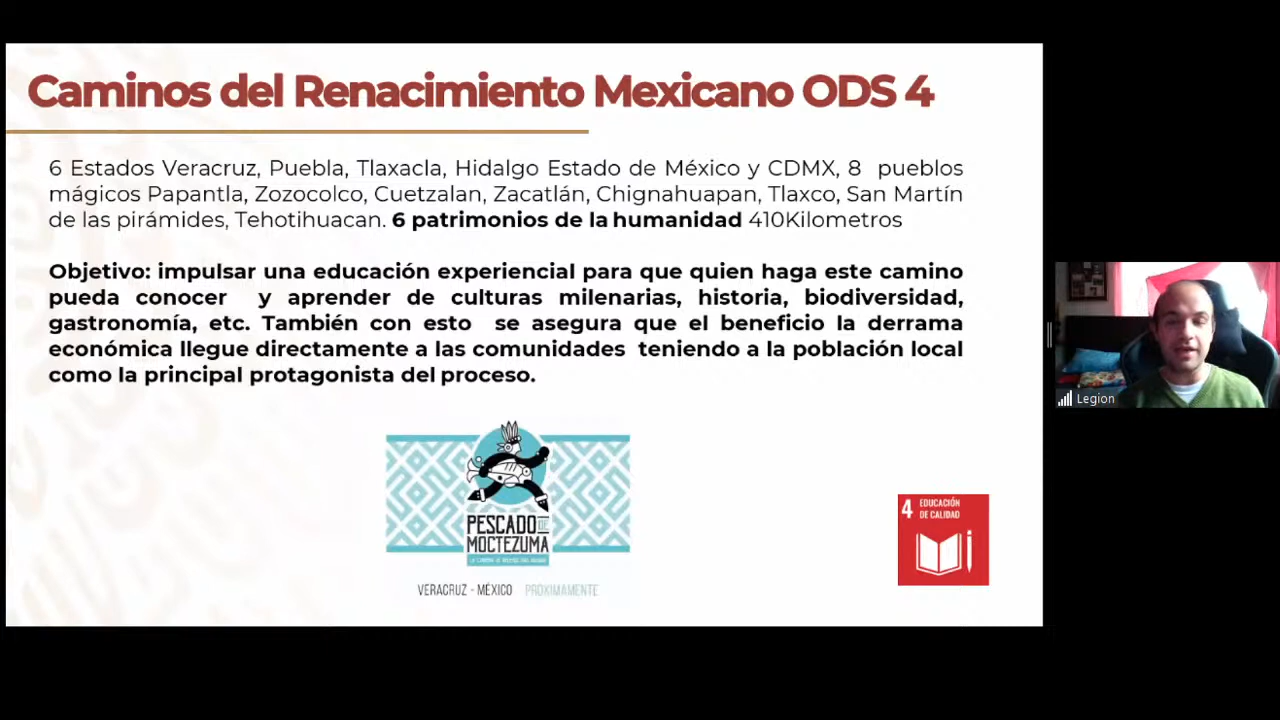 Caminos del Renacimiento Mexicano ODS 4
6 Estados Veracruz, Puebla, Tlaxacla, Hidalgo Estado de México y CDMX, 8 pueblos
mágicos Papantla, Zozocolco, Cuetzalan, Zacatlán, Chignahuapan, Tlaxco, San Martín
de las pirámides, Tehotihuacan. 6 patrimonios de la humanidad 410Kilometros
Objetivo: impulsar una educación experiencial para que quien haga este camino
pueda conocer y aprender de culturas milenarias, historia, biodiversidad,
gastronomía, etc. También con esto se asegura que el beneficio la derrama
económica llegue directamente a las comunidades teniendo a la población local
como la principal protagonista del proceso.
Legion
PESCADO DE
MOCTEZUMA
VERACRUZ - MÉXICO PRÓXIMAMENTE
4 EDUCACIÓN
DE CALIDAD